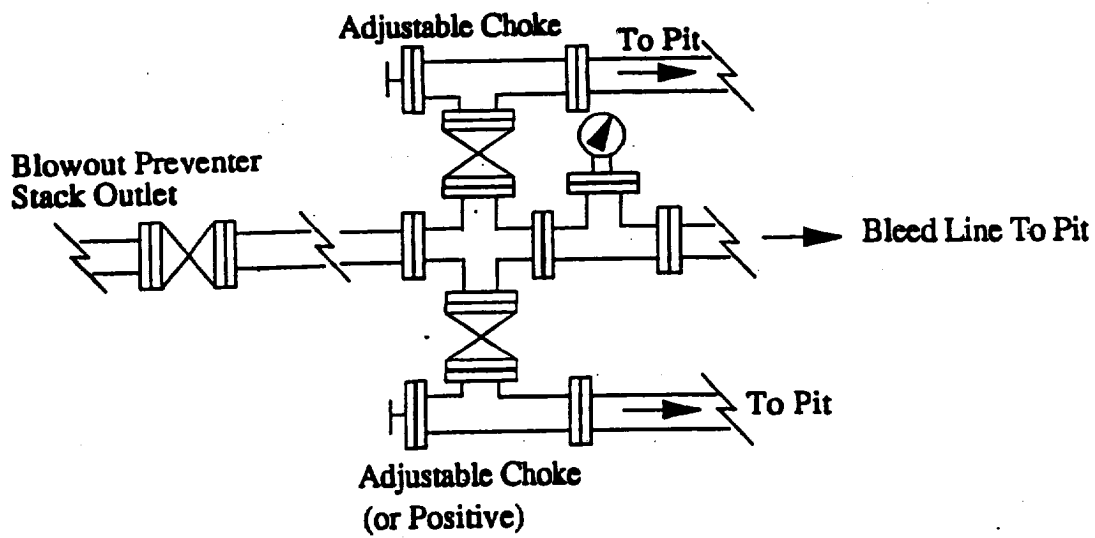 Adjustable Choke
To Pit
Blowout Preventer
Stack Outlet
Bleed Line To Pit
To Pit
Adjustable Choke
(or Positive)